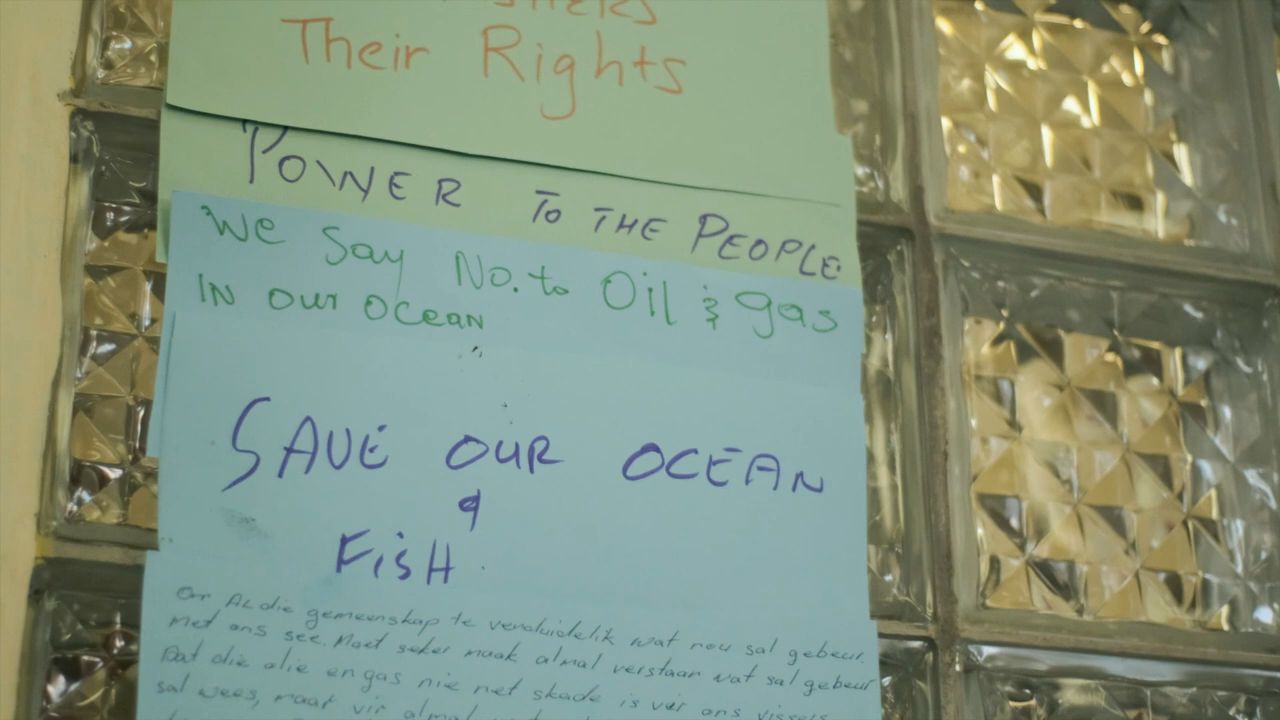 Their Rights
POWER TO THE PEOPLE
We Say No. to Oil & gas
IN our ocean
SAVE OUR OCEAN
&
FisH
Om ALdie gemeenskap te verduidelik wat nou sal gebeur.
Met ons see. Moet seker maak almal verstaan wat sal gebeur
Dat die olie en gas nie net skade is vir ons vissers
sal wees, maar vir almal